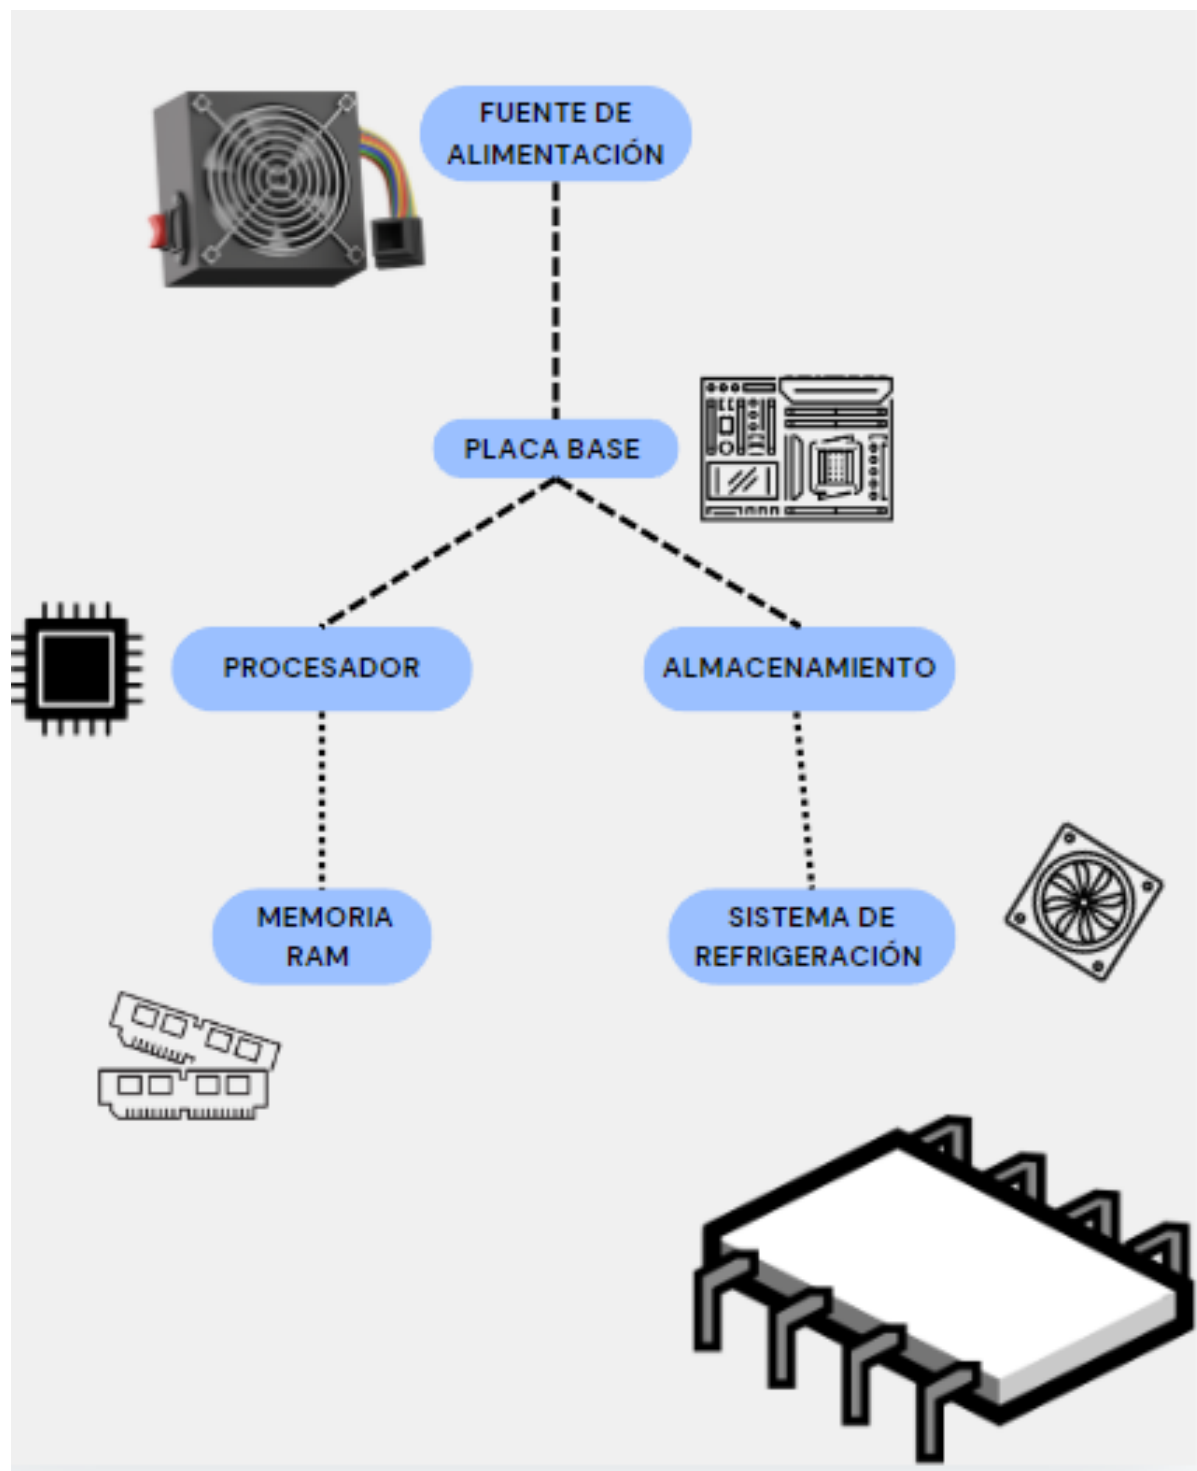 FUENTE DE
ALIMENTACIÓN
PLACA BASE
PROCESADOR
ALMACENAMIENTO
MEMORIA
RAM
SISTEMA DE
REFRIGERACIÓN